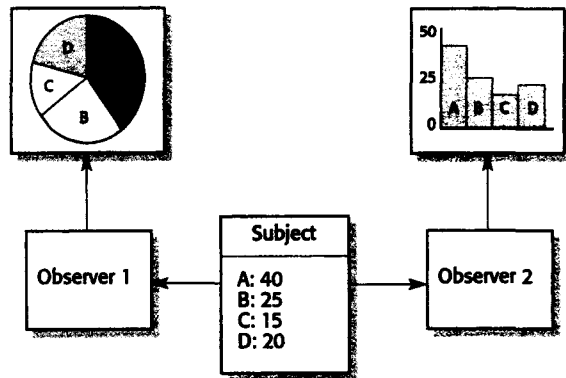 D
C
B
50
25
0
A B C D
Observer 1
Subject
A: 40
B: 25
C: 15
D: 20
Observer 2